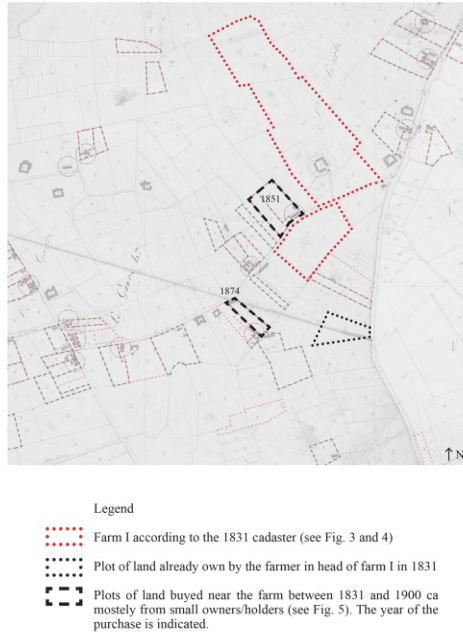 1851
1874
↑ N
Legend
Farm I according to the 1831 cadaster (see Fig. 3 and 4)
Plot of land already own by the farmer in head of farm I in 1831
Plots of land buyed near the farm between 1831 and 1900 ca
mostely from small owners/holders (see Fig. 5). The year of the
purchase is indicated.